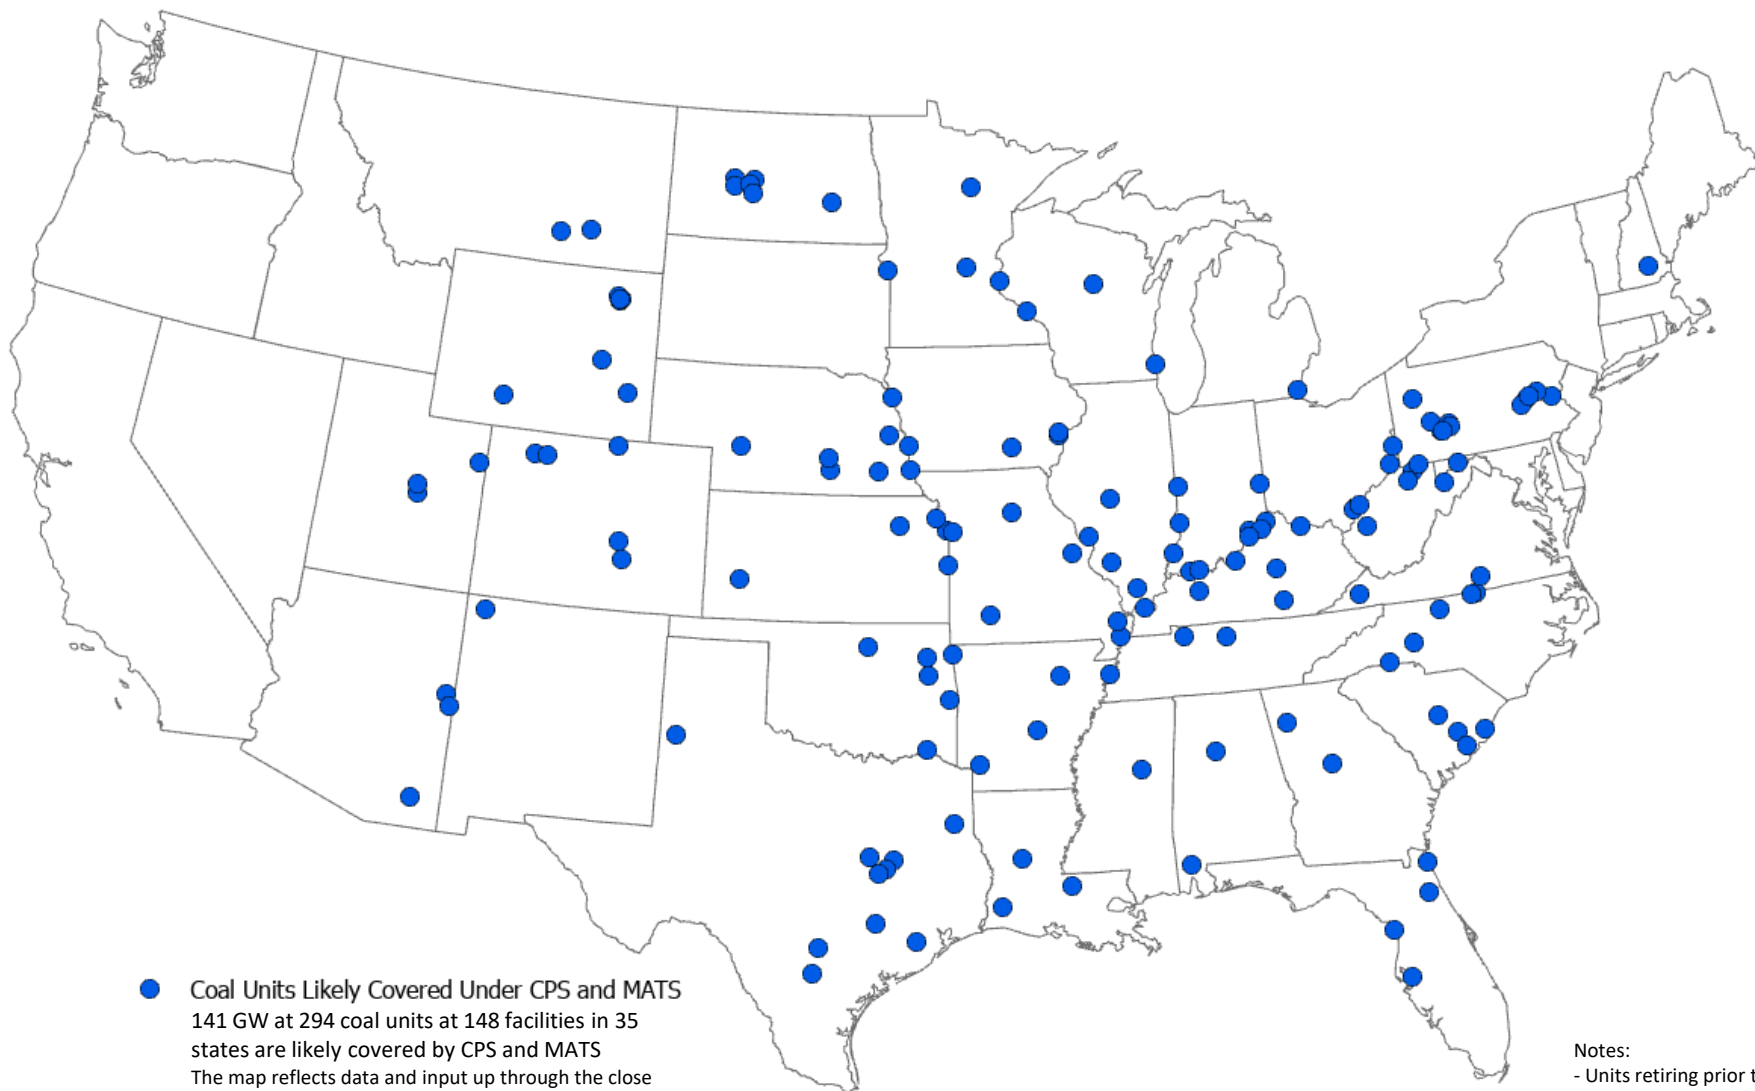 Coal Units Likely Covered Under CPS and MATS
141 GW at 294 coal units at 148 facilities in 35
states are likely covered by CPS and MATS
The map reflects data and input up through the close
Notes:
- Units retiring prior t